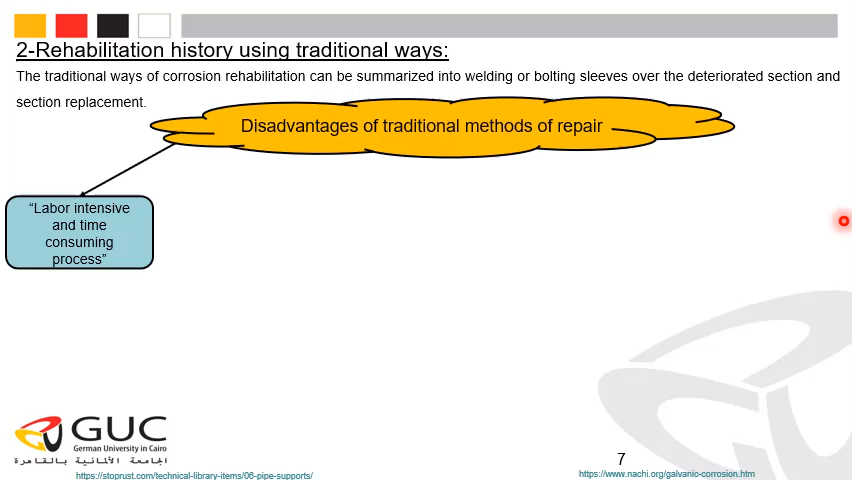 2-Rehabilitation history using traditional ways:
The traditional ways of corrosion rehabilitation can be summarized into welding or bolting sleeves over the deteriorated section and
section replacement.
Disadvantages of traditional methods of repair
“Labor intensive
and time
consuming
process”
GUC
German University in Cairo
الجامعة الألمانية بالقاهرة
7
https://stoprust.com/technical-library-items/06-pipe-supports/
https://www.nachi.org/galvanic-corrosion.htm